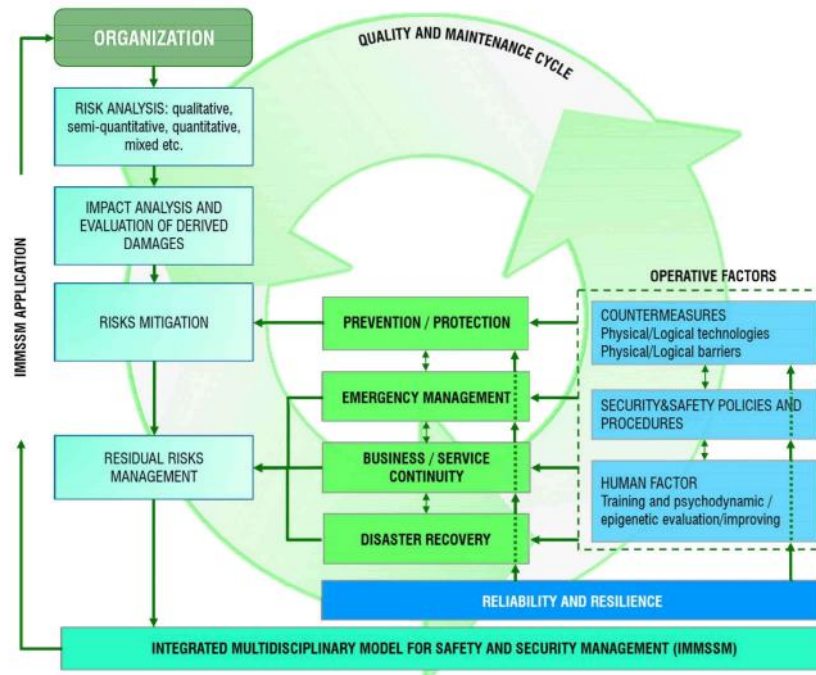 ORGANIZATION
QUALITY AND MAINTENANCE CYCLE
RISK ANALYSIS: qualitative,
semi-quantitative, quantitative,
mixed etc.
IMPACT ANALYSIS AND
EVALUATION OF DERIVED
DAMAGES
IMMSSM APPLICATION
RISKS MITIGATION
RESIDUAL RISKS
MANAGEMENT
PREVENTION / PROTECTION
EMERGENCY MANAGEMENT
BUSINESS / SERVICE
CONTINUITY
DISASTER RECOVERY
OPERATIVE FACTORS
COUNTERMEASURES
Physical/Logical technologies
Physical/Logical barriers
SECURITY&SAFETY POLICIES AND
PROCEDURES
HUMAN FACTOR
Training and psychodynamic /
epigenetic evaluation/improving
RELIABILITY AND RESILIENCE
INTEGRATED MULTIDISCIPLINARY MODEL FOR SAFETY AND SECURITY MANAGEMENT (IMMSSM)